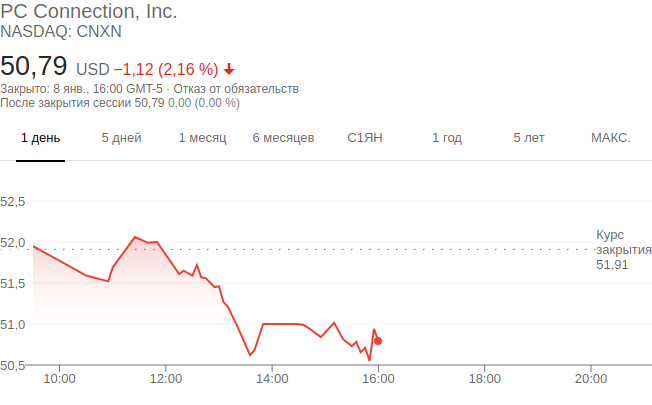 PC Connection, Inc.
NASDAQ: CNXN
50,79 USD −1,12 (2,16 %)
Закрыто: 8 янв., 16:00 GMT-5 · Отказ от обязательств
После закрытия сессии 50,79 0,00 (0,00 %)
1 день 5 дней 1 месяц 6 месяцев С1ЯН 1 год 5 лет МАКС.
52,5
52,0
51,5
51,0
50,5
Курс
закрытия
51,91
10:00 12:00 14:00 16:00 18:00 20:00